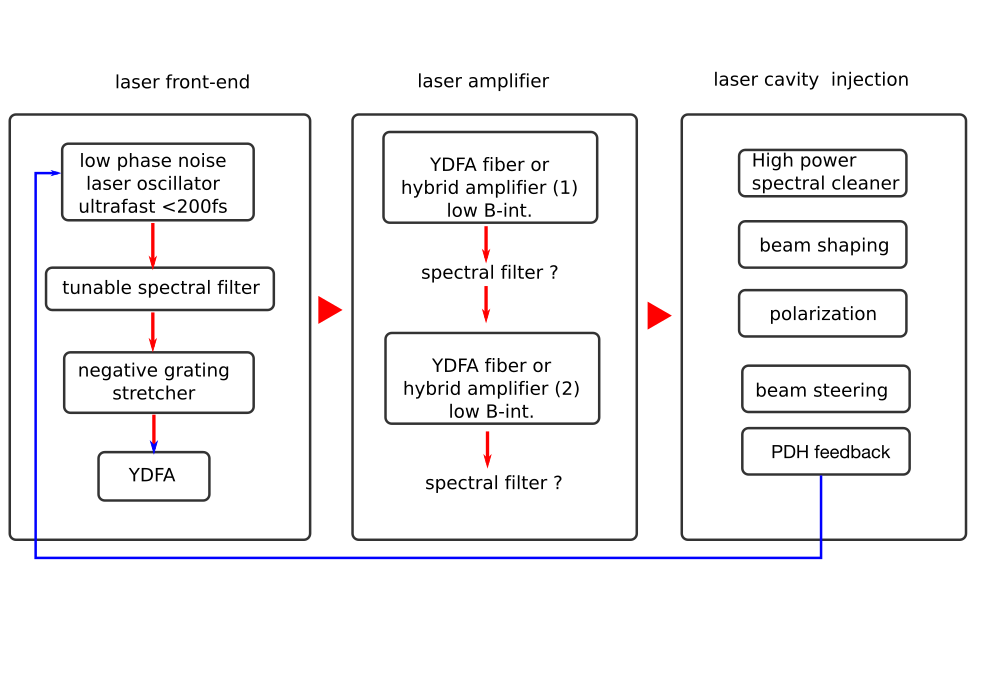 laser front-end
low phase noise
laser oscillator
ultrafast <200fs
tunable spectral filter
negative grating
stretcher
YDFA
laser amplifier
YDFA fiber or
hybrid amplifier (1)
low B-int.
spectral filter ?
YDFA fiber or
hybrid amplifier (2)
low B-int.
spectral filter ?
laser cavity  injection
High power
spectral cleaner
beam shaping
polarization
beam steering
PDH feedback